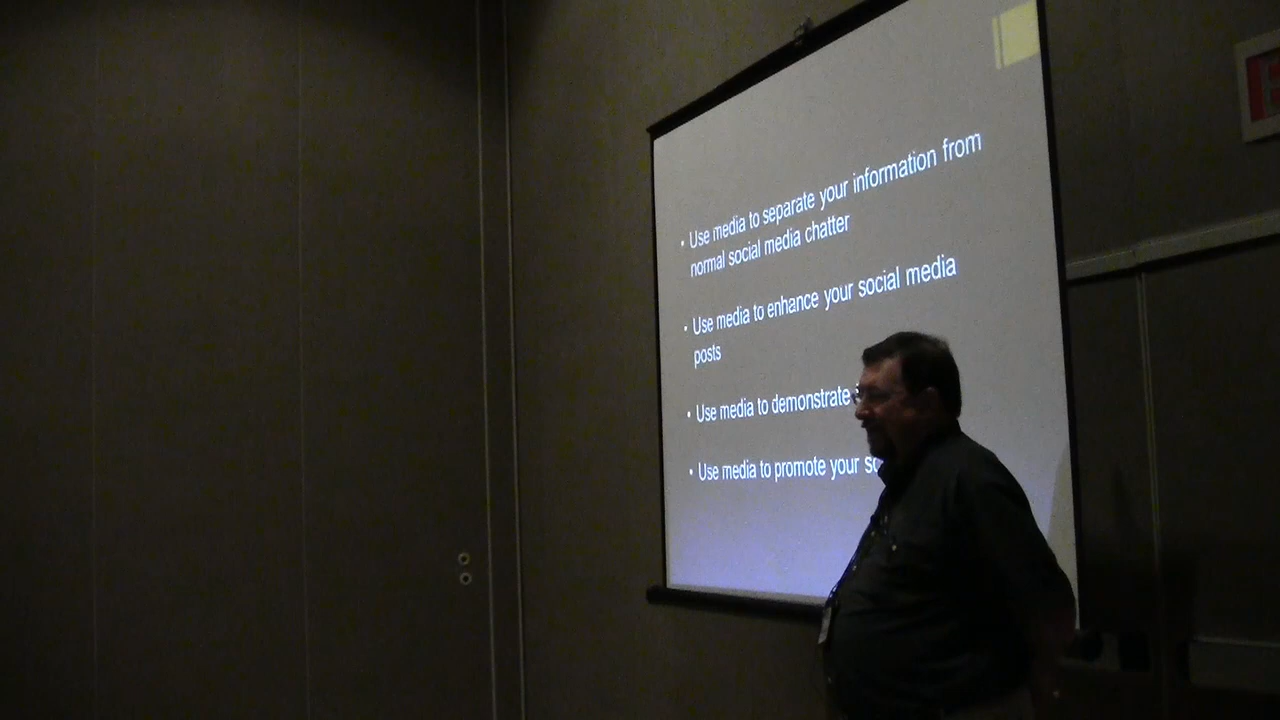 • Use media to separate your information from
normal social media chatter
• Use media to enhance your social media
posts
• Use media to demonstrate
• Use media to promote your